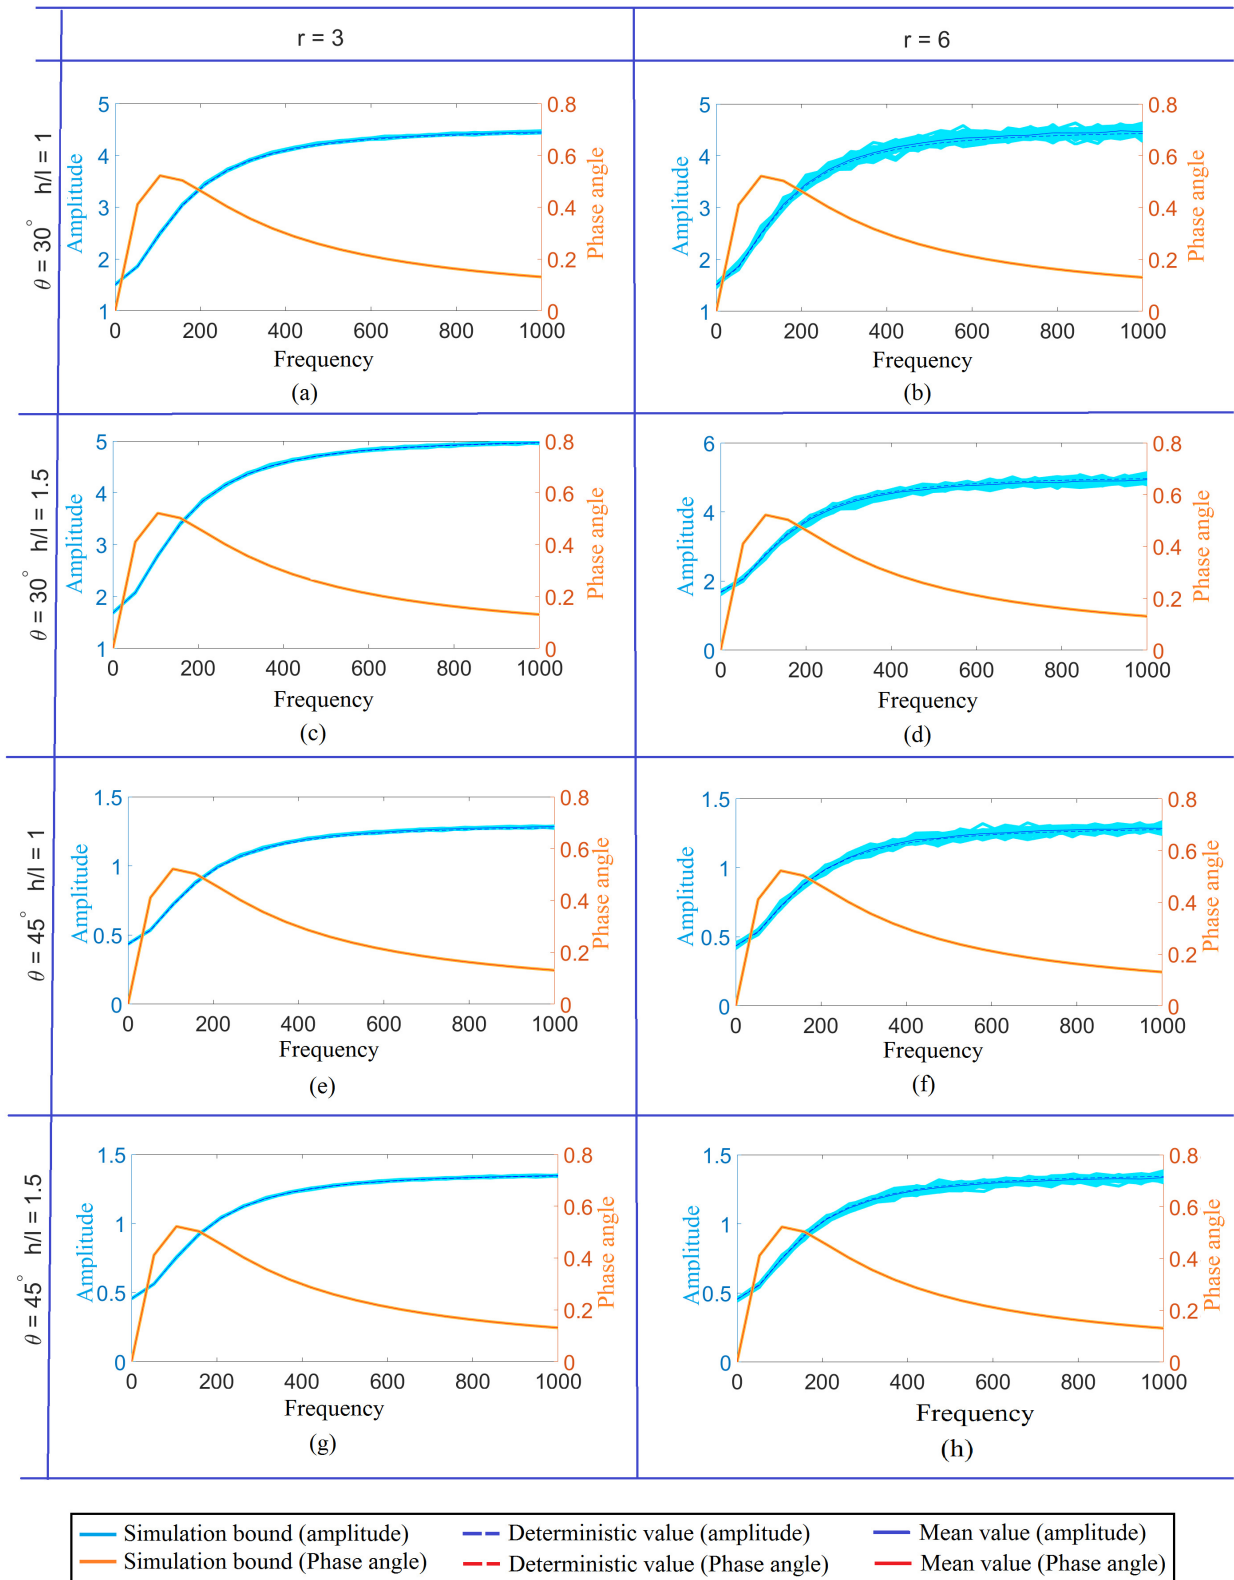 r = 3
r = 6
θ = 30° h/l = 1
5
4
3
2
1
Amplitude
0.8
0.6
0.4
0.2
0
Phase angle
0 200 400 600 800 1000
Frequency
(a)
5
4
3
2
1
Amplitude
0.8
0.6
0.4
0.2
0
Phase angle
0 200 400 600 800 1000
Frequency
(b)
θ = 30° h/l = 1.5
5
4
3
2
1
Amplitude
0.8
0.6
0.4
0.2
0
Phase angle
0 200 400 600 800 1000
Frequency
(c)
6
4
2
0
Amplitude
0.8
0.6
0.4
0.2
0
Phase angle
0 200 400 600 800 1000
Frequency
(d)
θ = 45° h/l = 1
1.5
1
0.5
0
Amplitude
0.8
0.6
0.4
0.2
0
Phase angle
0 200 400 600 800 1000
Frequency
(e)
1.5
1
0.5
0
Amplitude
0.8
0.6
0.4
0.2
0
Phase angle
0 200 400 600 800 1000
Frequency
(f)
θ = 45° h/l = 1.5
1.5
1
0.5
0
Amplitude
0.8
0.6
0.4
0.2
0
Phase angle
0 200 400 600 800 1000
Frequency
(g)
1.5
1
0.5
0
Amplitude
0.8
0.6
0.4
0.2
0
Phase angle
0 200 400 600 800 1000
Frequency
(h)
Simulation bound (amplitude) Deterministic value (amplitude) Mean value (amplitude)
Simulation bound (Phase angle) Deterministic value (Phase angle) Mean value (Phase angle)